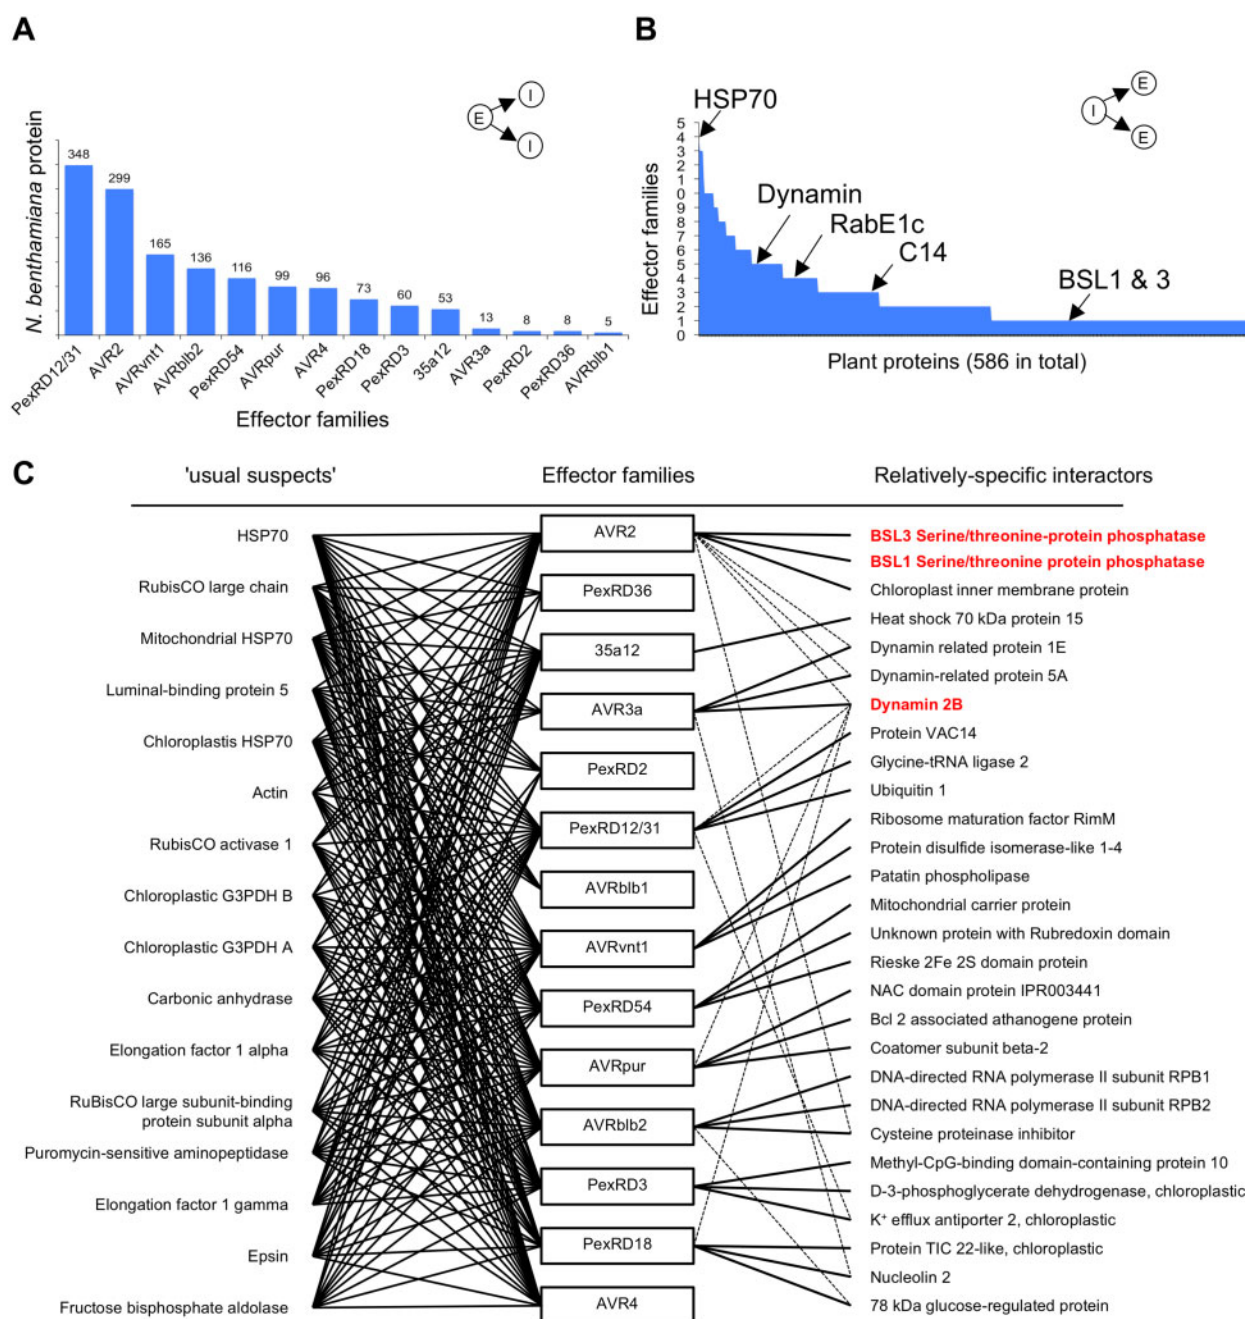 A
N. benthamiana protein
E
I
I
348
299
165
136
116
99
96
73
60
53
13
8
8
5
PexRD12/31
AVR2
AVRvnt1
AVRblb2
PexRD54
AVRpur
AVR4
PexRD18
PexRD3
35a12
AVR3a
PexRD2
PexRD36
AVRblb1
Effector families
B
HSP70
I
E
E
Effector families
5
4
3
2
1
0
9
8
7
6
5
4
3
2
1
0
Dynamin
RabE1c
C14
BSL1 & 3
Plant proteins (586 in total)
C
'usual suspects'
Effector families
Relatively-specific interactors
HSP70
RubisCO large chain
Mitochondrial HSP70
Luminal-binding protein 5
Chloroplastis HSP70
Actin
RubisCO activase 1
Chloroplastic G3PDH B
Chloroplastic G3PDH A
Carbonic anhydrase
Elongation factor 1 alpha
RuBisCO large subunit-binding
protein subunit alpha
Puromycin-sensitive aminopeptidase
Elongation factor 1 gamma
Epsin
Fructose bisphosphate aldolase
AVR2
PexRD36
35a12
AVR3a
PexRD2
PexRD12/31
AVRblb1
AVRvnt1
PexRD54
AVRpur
AVRblb2
PexRD3
PexRD18
AVR4
BSL3 Serine/threonine-protein phosphatase
BSL1 Serine/threonine protein phosphatase
Chloroplast inner membrane protein
Heat shock 70 kDa protein 15
Dynamin related protein 1E
Dynamin-related protein 5A
Dynamin 2B
Protein VAC14
Glycine-tRNA ligase 2
Ubiquitin 1
Ribosome maturation factor RimM
Protein disulfide isomerase-like 1-4
Patatin phospholipase
Mitochondrial carrier protein
Unknown protein with Rubredoxin domain
Rieske 2Fe 2S domain protein
NAC domain protein IPR003441
Bcl 2 associated athanogene protein
Coatomer subunit beta-2
DNA-directed RNA polymerase II subunit RPB1
DNA-directed RNA polymerase II subunit RPB2
Cysteine proteinase inhibitor
Methyl-CpG-binding domain-containing protein 10
D-3-phosphoglycerate dehydrogenase, chloroplastic
K⁺ efflux antiporter 2, chloroplastic
Protein TIC 22-like, chloroplastic
Nucleolin 2
78 kDa glucose-regulated protein